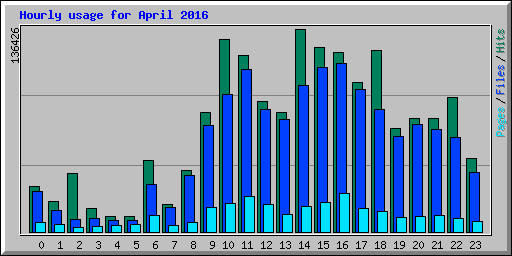 Hourly usage for April 2016
136426
Pages/Files/Hits
0 1 2 3 4 5 6 7 8 9 10 11 12 13 14 15 16 17 18 19 20 21 22 23